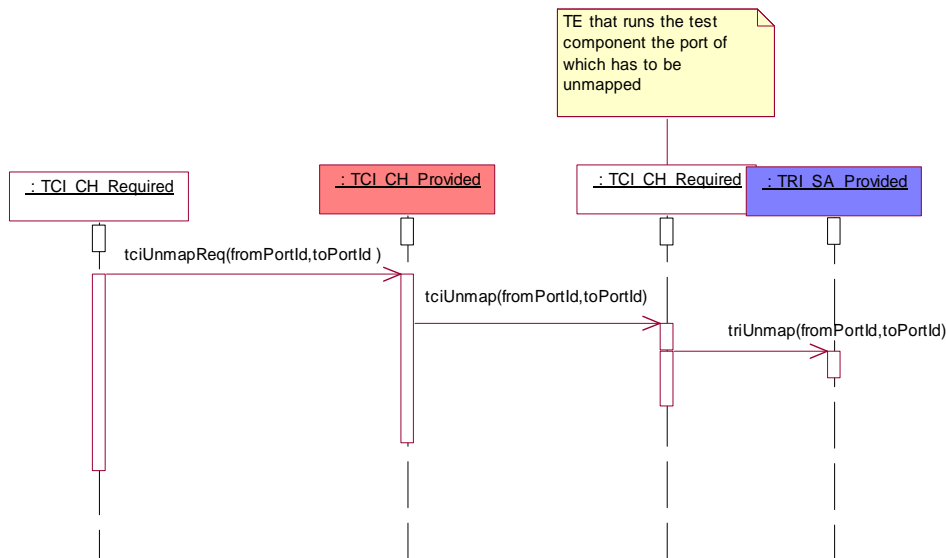 TE that runs the test
component the port of
which has to be
unmapped
: TCI_CH_Required
: TCI_CH_Provided
: TCI_CH_Required
: TRI_SA_Provided
tciUnmapReq(fromPortId,toPortId )
tciUnmap(fromPortId,toPortId)
triUnmap(fromPortId,toPortId)